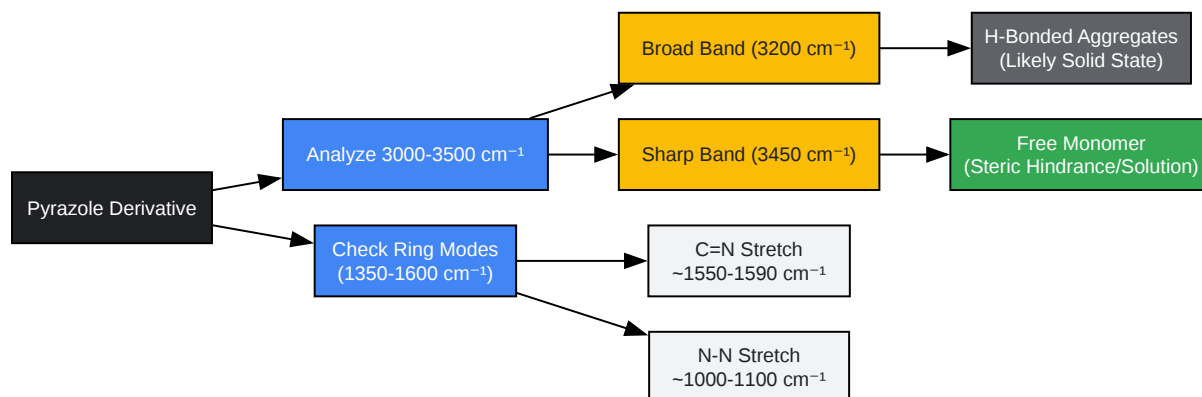 Broad Band (3200 cm⁻¹)
H-Bonded Aggregates
(Likely Solid State)
Analyze 3000-3500 cm⁻¹
Sharp Band (3450 cm⁻¹)
Free Monomer
(Steric Hindrance/Solution)
Pyrazole Derivative
Check Ring Modes
(1350-1600 cm⁻¹)
C=N Stretch
~1550-1590 cm⁻¹
N-N Stretch
~1000-1100 cm⁻¹